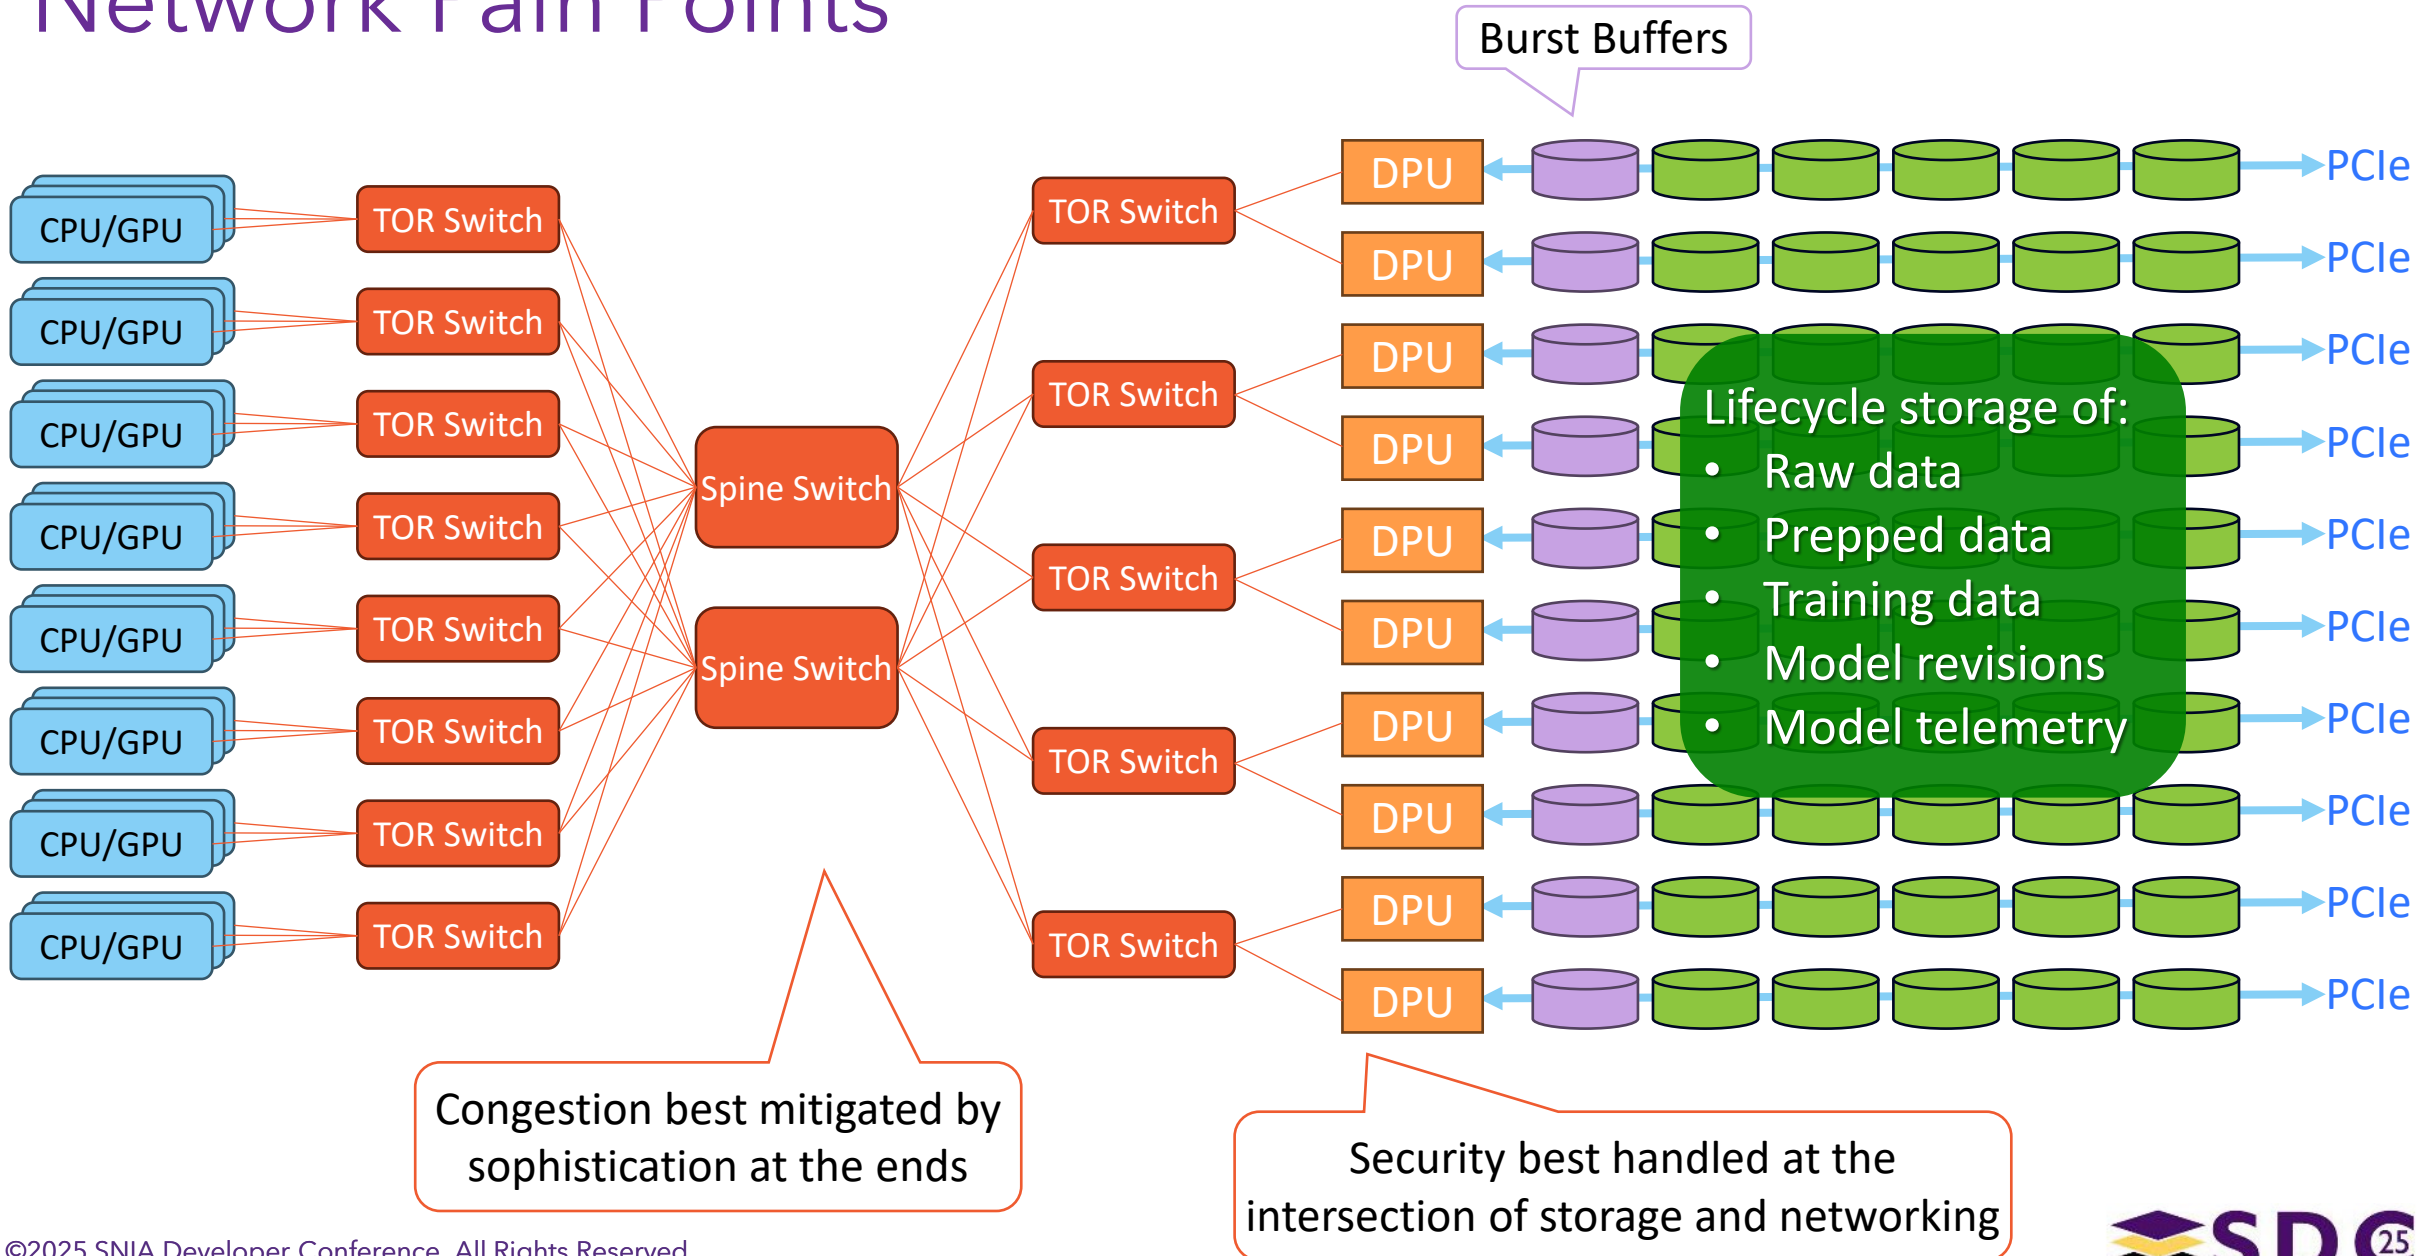 Network Pain Points
Burst Buffers
CPU/GPU
CPU/GPU
CPU/GPU
CPU/GPU
CPU/GPU
CPU/GPU
CPU/GPU
CPU/GPU
TOR Switch
TOR Switch
TOR Switch
TOR Switch
TOR Switch
TOR Switch
TOR Switch
TOR Switch
Spine Switch
Spine Switch
TOR Switch
TOR Switch
TOR Switch
TOR Switch
TOR Switch
DPU
DPU
DPU
DPU
DPU
DPU
DPU
DPU
DPU
DPU
Lifecycle storage of:
• Raw data
• Prepped data
• Training data
• Model revisions
• Model telemetry
PCIe
PCIe
PCIe
PCIe
PCIe
PCIe
PCIe
PCIe
PCIe
PCIe
Congestion best mitigated by
sophistication at the ends
Security best handled at the
intersection of storage and networking
©2025 SNIA Developer Conference. All Rights Reserved
SDC
25